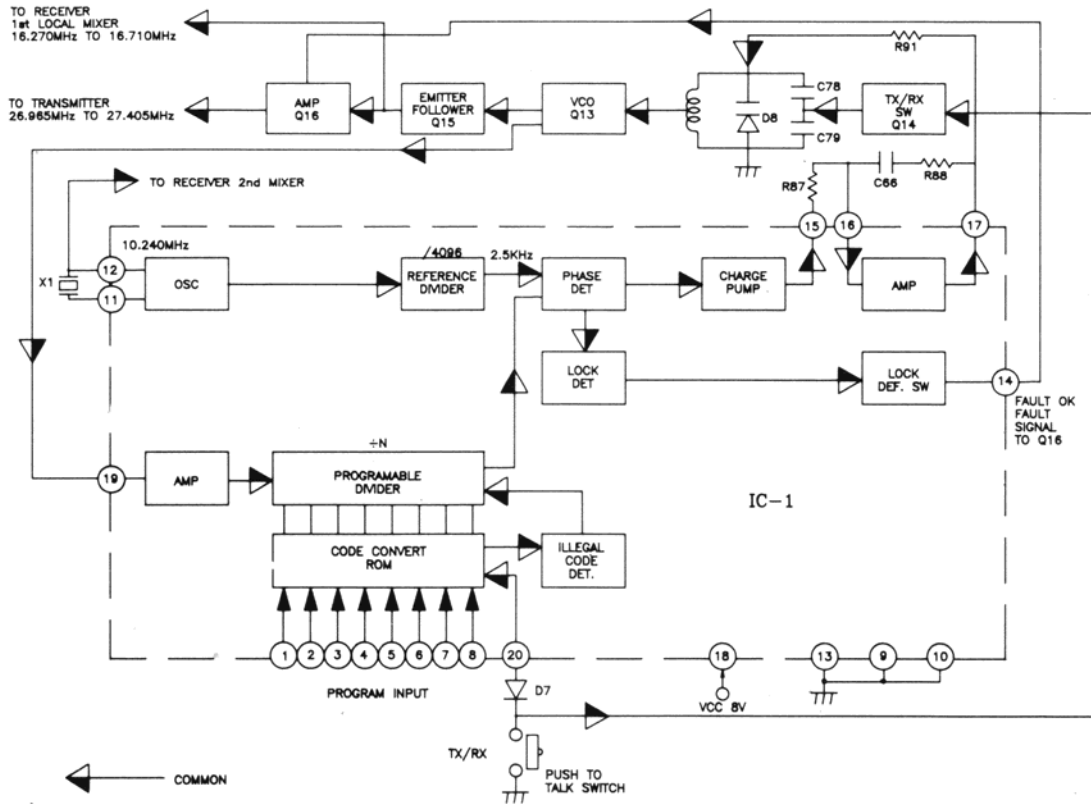 TO RECEIVER
1st LOCAL MIXER
16.270MHz TO 16.710MHz
R91
AMP
Q16
EMITTER
FOLLOWER
Q15
VCO
Q13
D8
C78
C79
TX/RX
SW
Q14
TO TRANSMITTER
26.965MHz TO 27.405MHz
TO RECEIVER 2nd MIXER
R87
C66
R88
15
16
17
10.240MHz
12
X1
11
OSC
/4096
REFERENCE
DIVIDER
2.5KHz
PHASE
DET
CHARGE
PUMP
AMP
LOCK
DET
LOCK
DEF. SW
14
FAULT OK
FAULT
SIGNAL
TO Q16
19
AMP
÷N
PROGRAMABLE
DIVIDER
IC-1
CODE CONVERT
ROM
ILLEGAL
CODE
DET.
1 2 3 4 5 6 7 8
20
18
13
9
10
PROGRAM INPUT
D7
VCC 8V
TX/RX
PUSH TO
TALK SWITCH
COMMON